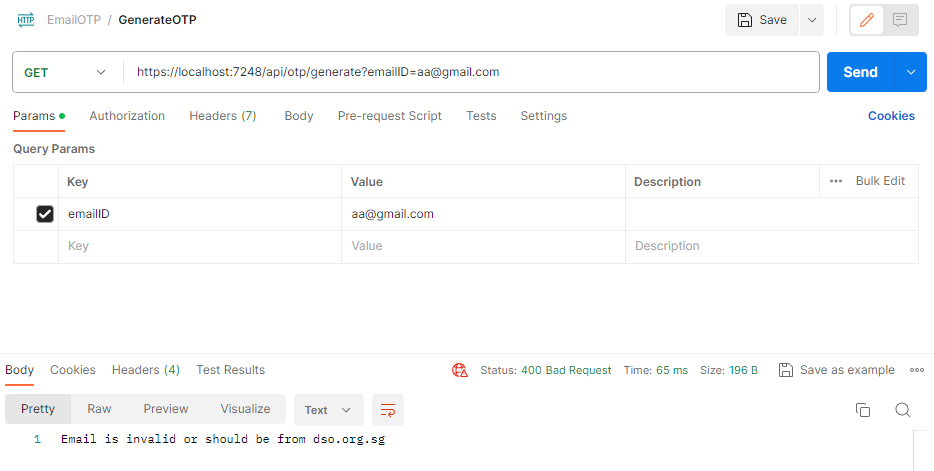 HTTP EmailOTP / GenerateOTP Save
GET https://localhost:7248/api/otp/generate?emailID=aa@gmail.com Send
Params Authorization Headers (7) Body Pre-request Script Tests Settings Cookies
Query Params
Key Value Description ••• Bulk Edit
emailID aa@gmail.com
Key Value Description
Body Cookies Headers (4) Test Results Status: 400 Bad Request Time: 65 ms Size: 196 B Save as example •••
Pretty Raw Preview Visualize Text
1 Email is invalid or should be from dso.org.sg